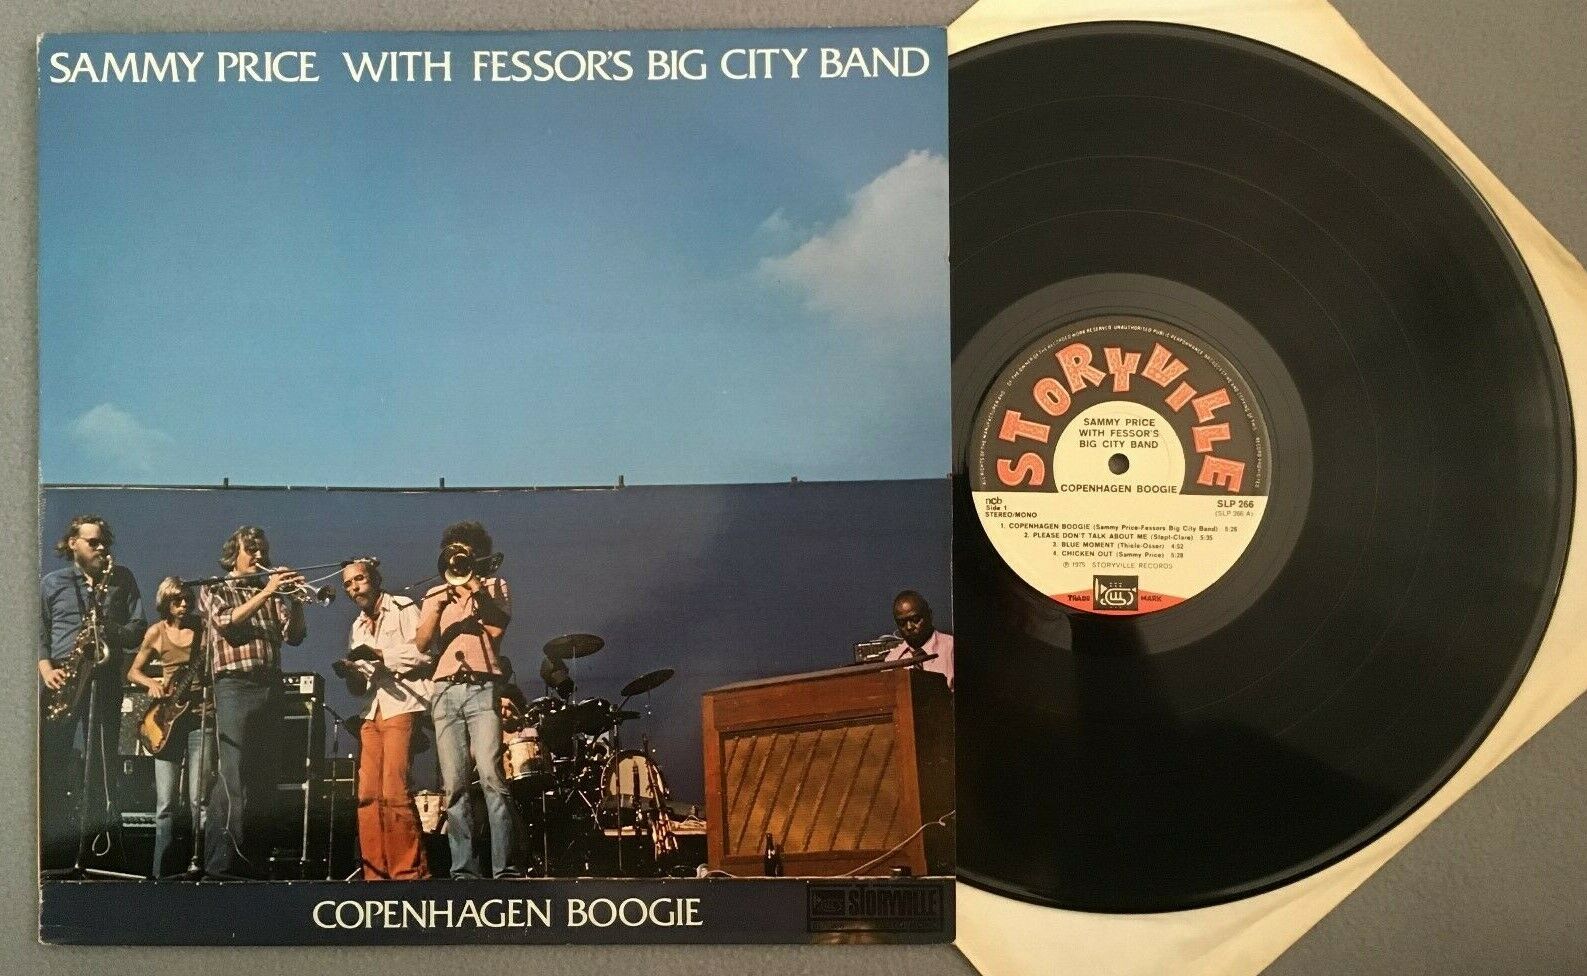 SAMMY PRICE WITH FESSOR'S BIG CITY BAND
COPENHAGEN BOOGIE
STORYVILLE
STORYVILLE
SAMMY PRICE
WITH FESSOR'S
BIG CITY BAND
COPENHAGEN BOOGIE
ncb
Side 1
STEREO/MONO
SLP 266
(SLP 266 A)
1. COPENHAGEN BOOGIE (Sammy Price-Fessors Big City Band) 5:26
2. PLEASE DON'T TALK ABOUT ME (Stept-Clare) 5:35
3. BLUE MOMENT (Thiele-Osser) 4:52
4. CHICKEN OUT (Sammy Price) 5:28
℗ 1975 STORYVILLE RECORDS
TRADE MARK